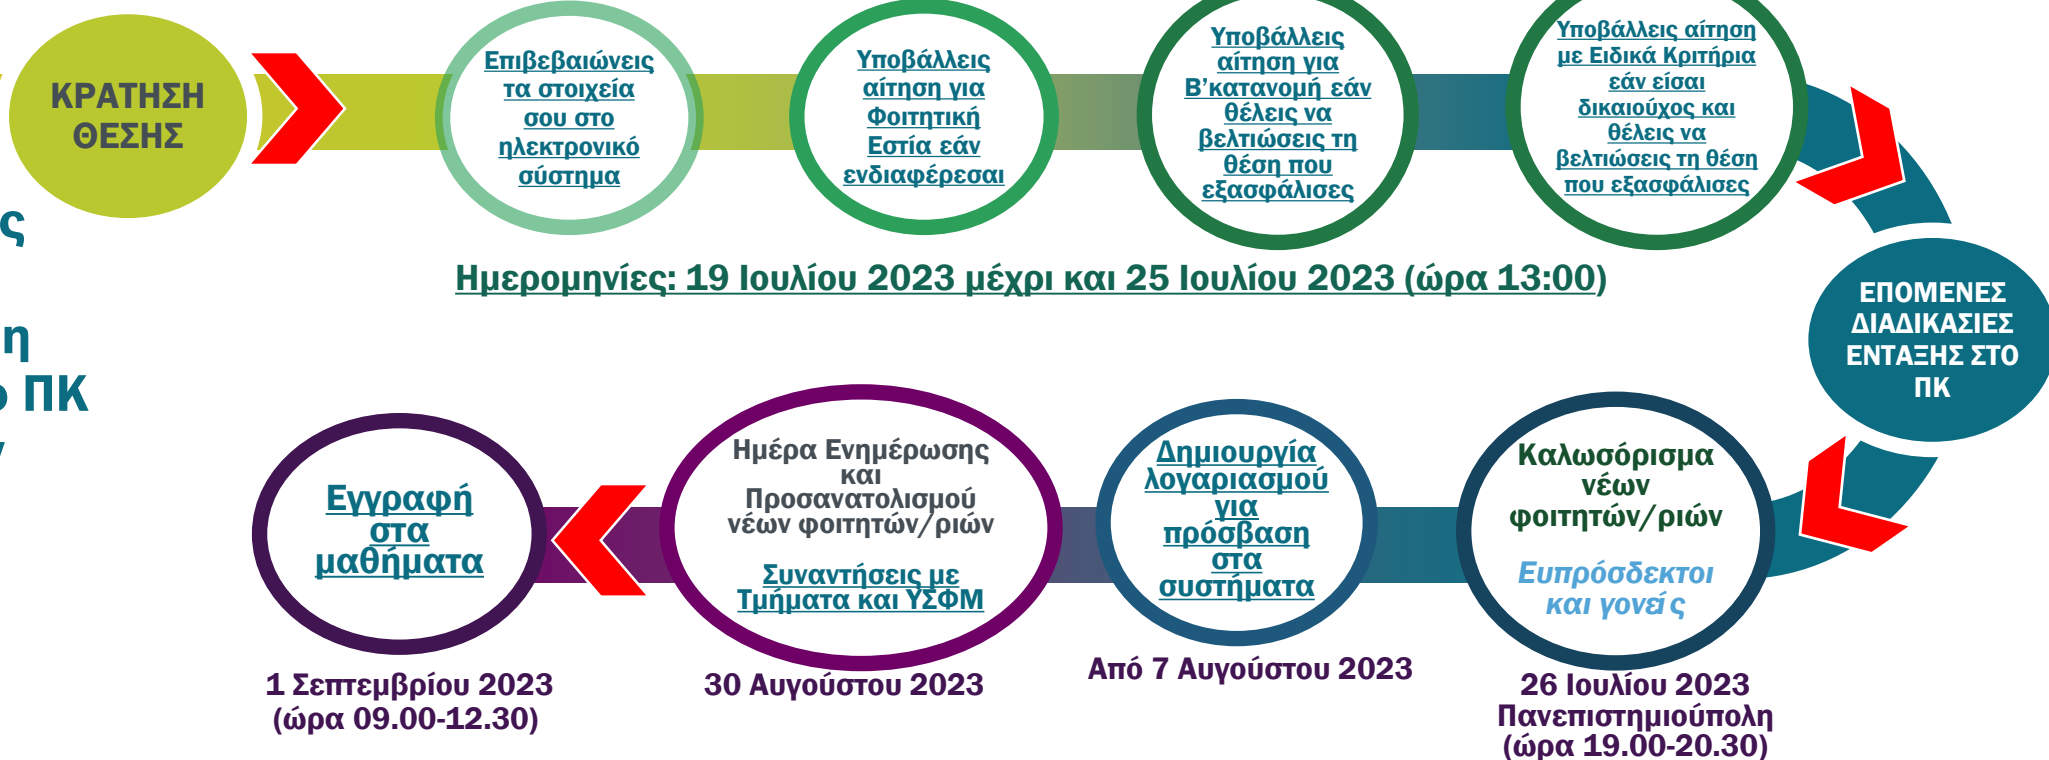 ΚΡΑΤΗΣΗ
ΘΕΣΗΣ
Επιβεβαιώνεις
τα στοιχεία
σου στο
ηλεκτρονικό
σύστημα
Υποβάλλεις
αίτηση για
Φοιτητική
Εστία εάν
ενδιαφέρεσαι
Υποβάλλεις
αίτηση για
Β’κατανομή εάν
θέλεις να
βελτιώσεις τη
θέση που
εξασφάλισες
Υποβάλλεις αίτηση
με Ειδικά Κριτήρια
εάν είσαι
δικαιούχος και
θέλεις να
βελτιώσεις τη θέση
που εξασφάλισες
Ημερομηνίες: 19 Ιουλίου 2023 μέχρι και 25 Ιουλίου 2023 (ώρα 13:00)
ΕΠΟΜΕΝΕΣ
ΔΙΑΔΙΚΑΣΙΕΣ
ΕΝΤΑΞΗΣ ΣΤΟ
ΠΚ
ς
η
ΠΚ
Καλωσόρισμα
νέων
φοιτητών/ριών
Ευπρόσδεκτοι
και γονείς
26 Ιουλίου 2023
Πανεπιστημιούπολη
(ώρα 19.00-20.30)
Δημιουργία
λογαριασμού
για
πρόσβαση
στα
συστήματα
Από 7 Αυγούστου 2023
Ημέρα Ενημέρωσης
και
Προσανατολισμού
νέων φοιτητών/ριών
Συναντήσεις με
Τμήματα και ΥΣΦΜ
30 Αυγούστου 2023
Εγγραφή
στα
μαθήματα
1 Σεπτεμβρίου 2023
(ώρα 09.00-12.30)